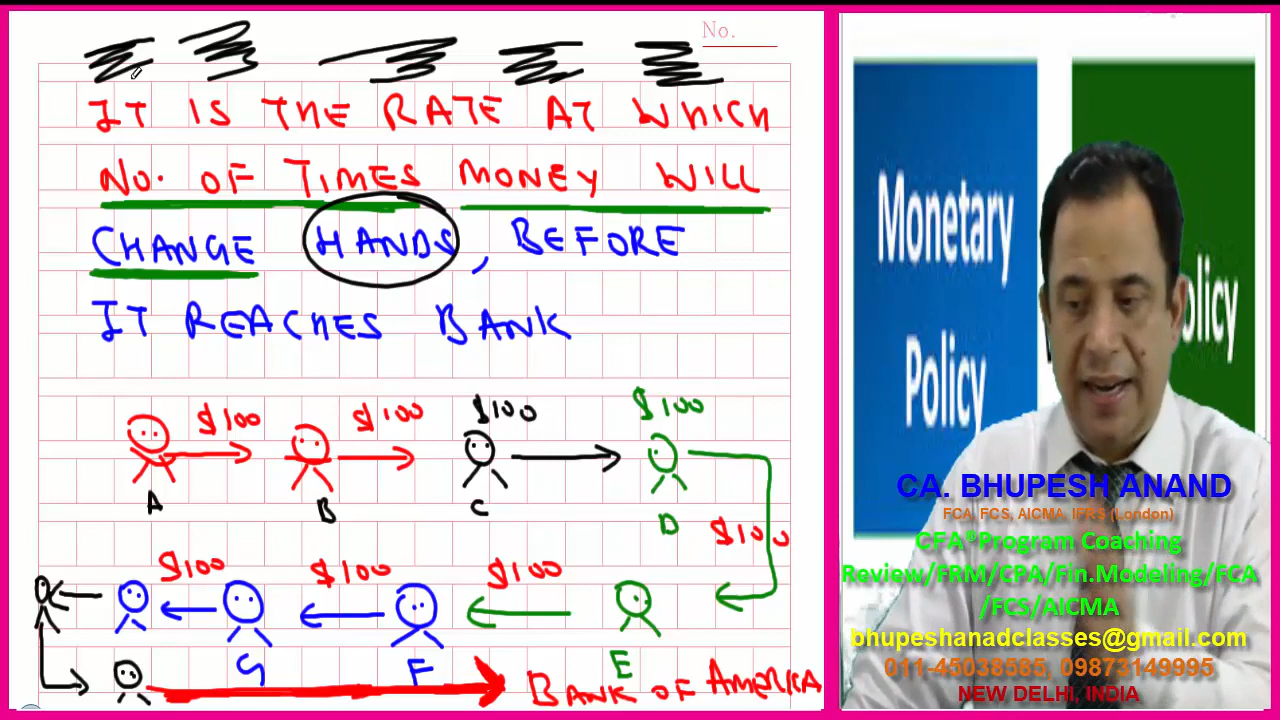 No.
IT IS THE RATE AT WHICH
NO. OF TIMES MONEY WILL
CHANGE HANDS, BEFORE
IT REACHES BANK
$100 $100 $100 $100
A B C D
$100
$100 $100 $100
G F E
BANK OF AMERICA
Monetary
Policy
olicy
CA. BHUPESH ANAND
FCA, FCS, AICMA, IFRS (London)
CFA®Program Coaching
Review/FRM/CPA/Fin.Modeling/FCA
/FCS/AICMA
bhupeshanadclasses@gmail.com
011-45038585, 09873149995
NEW DELHI, INDIA